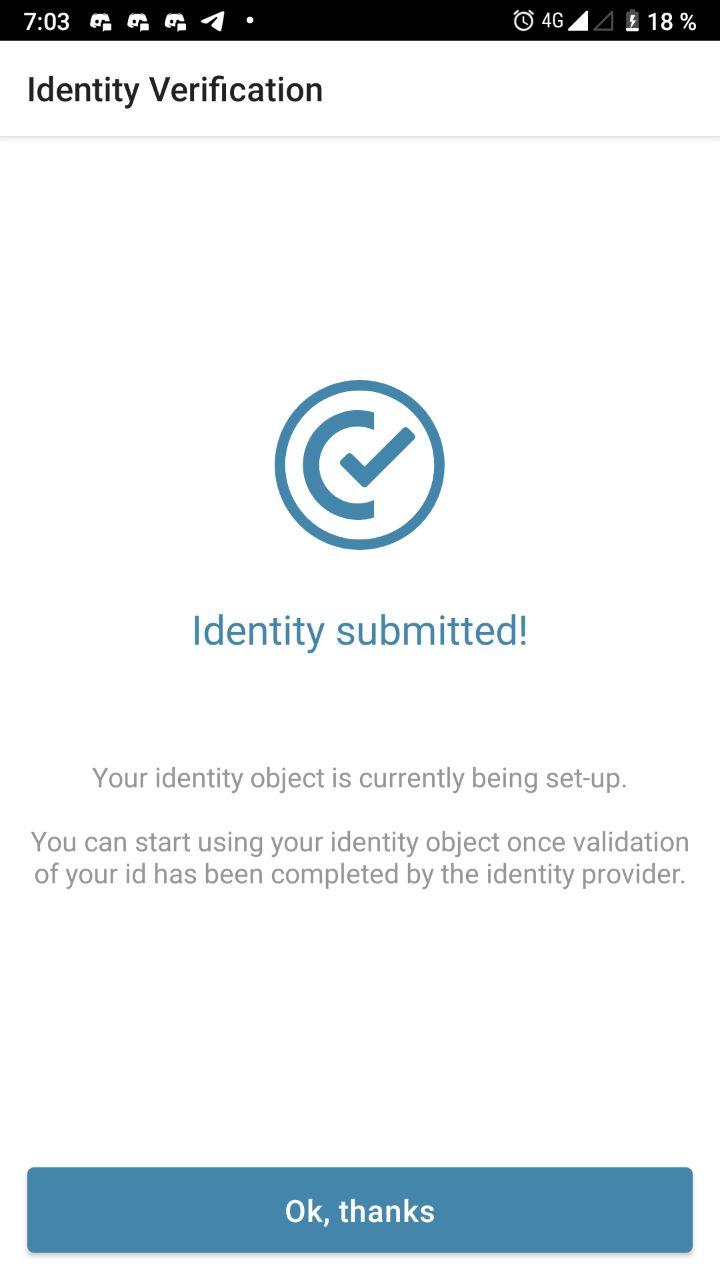 7:03 4G 18 %
Identity Verification
Identity submitted!
Your identity object is currently being set-up.
You can start using your identity object once validation
of your id has been completed by the identity provider.
Ok, thanks